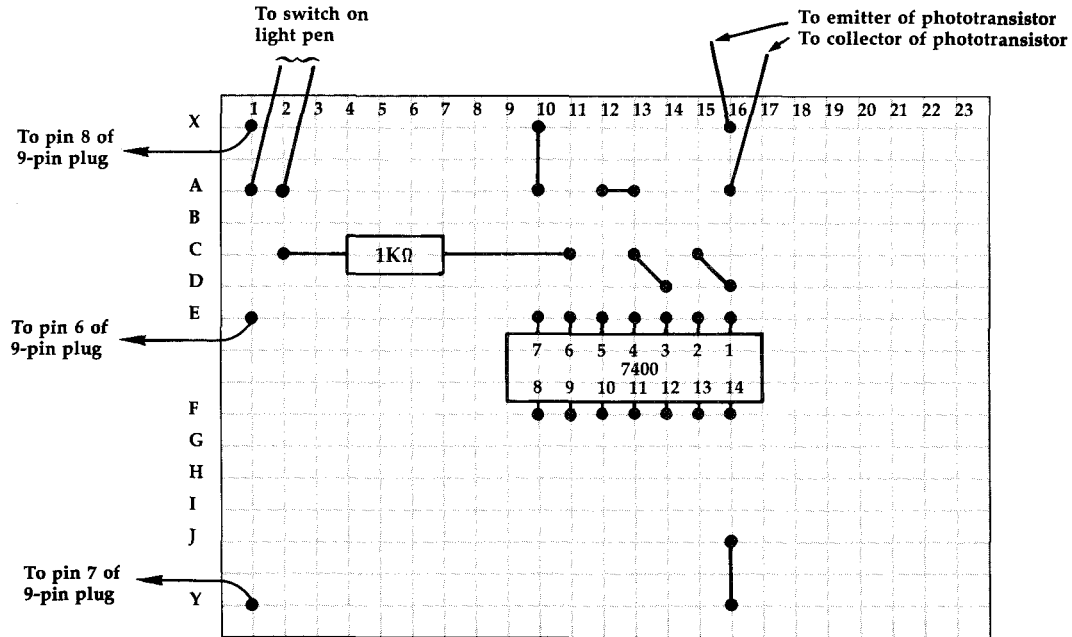 To switch on
light pen
To emitter of phototransistor
To collector of phototransistor
1 2 3 4 5 6 7 9 10 11 12 13 14 15 16 17 18 19 20 21 22 23
X
To pin 8 of
9-pin plug
A
B
C 1KΩ
D
E
To pin 6 of
9-pin plug
7 6 5 4 3 2 1
7400
8 9 10 11 12 13 14
F
G
H
I
J
To pin 7 of
9-pin plug
Y